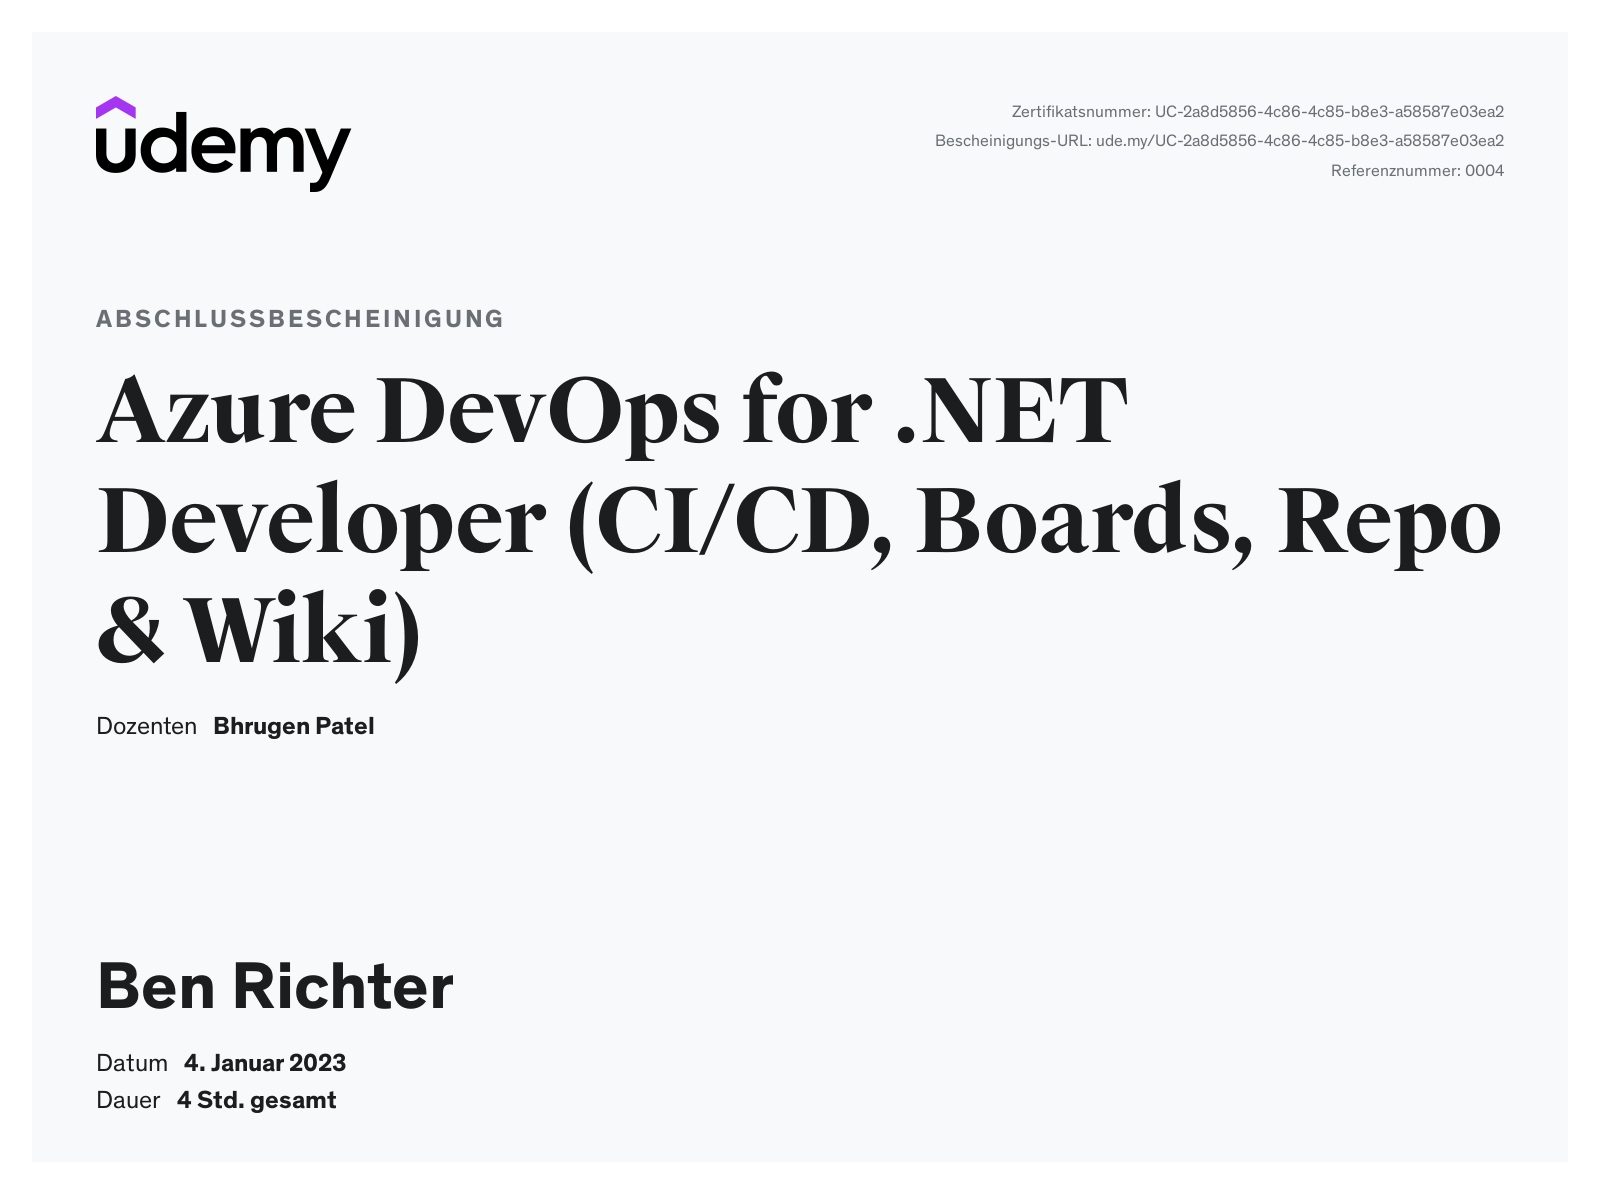 udemy
Zertifikatsnummer: UC-2a8d5856-4c86-4c85-b8e3-a58587e03ea2
Bescheinigungs-URL: ude.my/UC-2a8d5856-4c86-4c85-b8e3-a58587e03ea2
Referenznummer: 0004
ABSCHLUSSBESCHEINIGUNG
Azure DevOps for .NET
Developer (CI/CD, Boards, Repo
& Wiki)
Dozenten Bhrugen Patel
Ben Richter
Datum 4. Januar 2023
Dauer 4 Std. gesamt